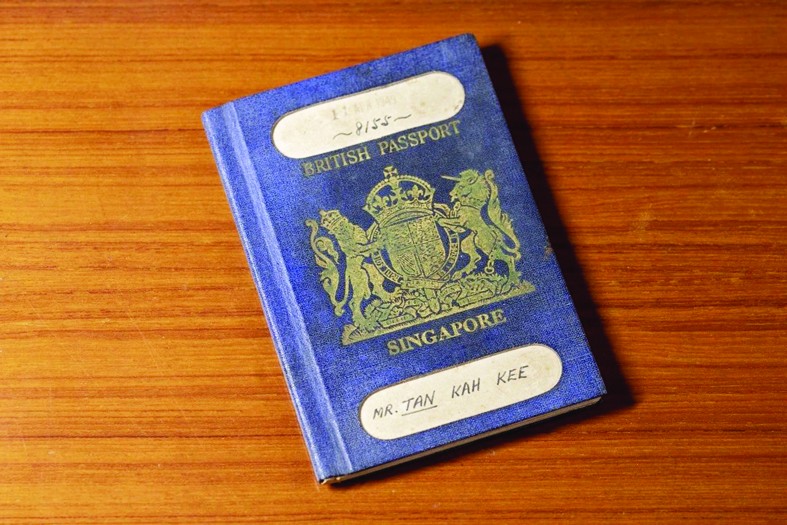 ~8155~
BRITISH PASSPORT
SINGAPORE
MR. TAN KAH KEE